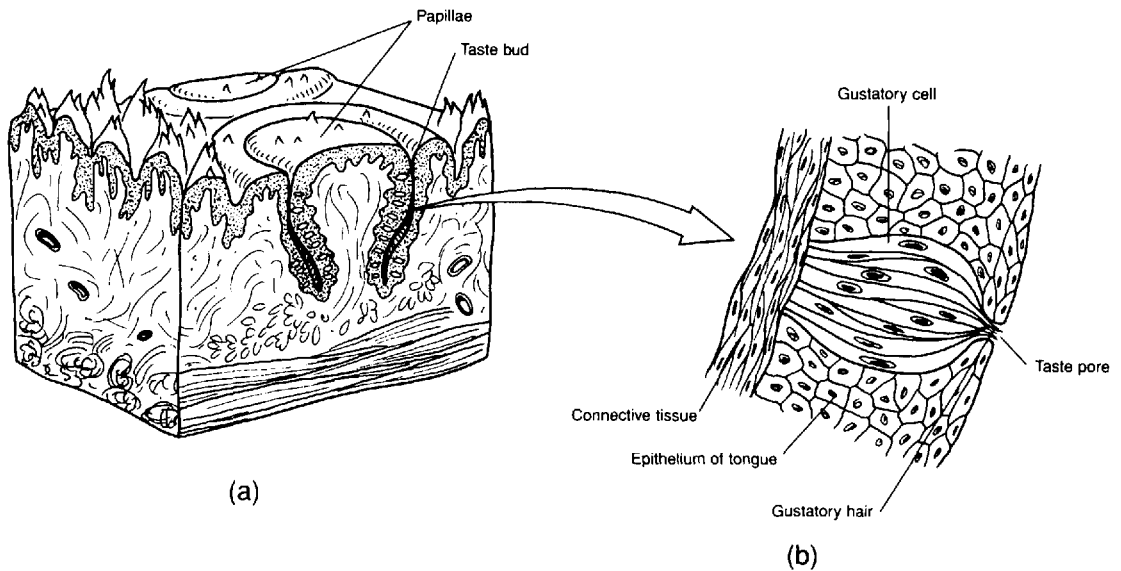 Papillae
Taste bud
Gustatory cell
Taste pore
Connective tissue
Epithelium of tongue
Gustatory hair
(a)
(b)